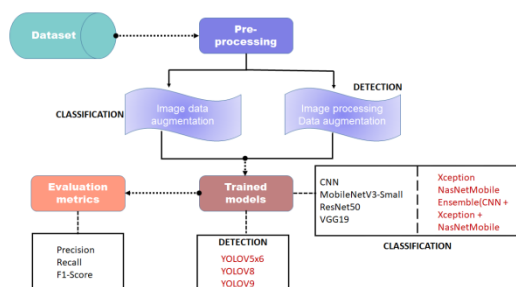 Dataset
Pre-
processing
DETECTION
CLASSIFICATION
Image data
augmentation
Image processing
Data augmentation
Evaluation
metrics
Trained
models
CNN
MobileNetV3-Small
ResNet50
VGG19
Xception
NasNetMobile
Ensemble(CNN +
Xception +
NasNetMobile
CLASSIFICATION
Precision
Recall
F1-Score
DETECTION
YOLOV5x6
YOLOV8
YOLOV9